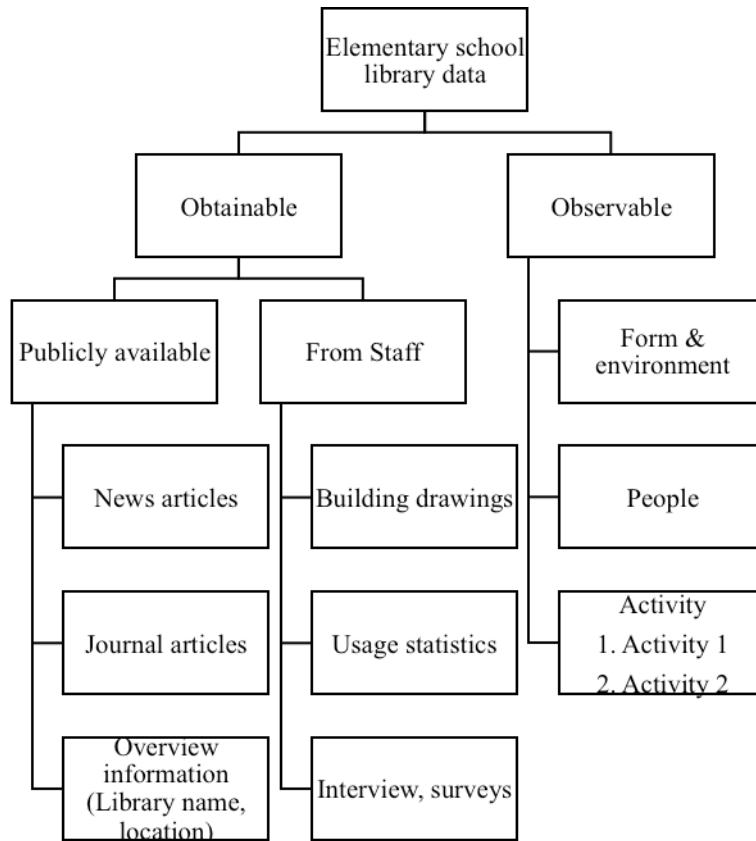 Elementary school
library data
Obtainable
Observable
Publicly available
From Staff
Form &
environment
News articles
Building drawings
People
Journal articles
Usage statistics
Activity
1. Activity 1
2. Activity 2
Overview
information
(Library name,
location)
Interview, surveys